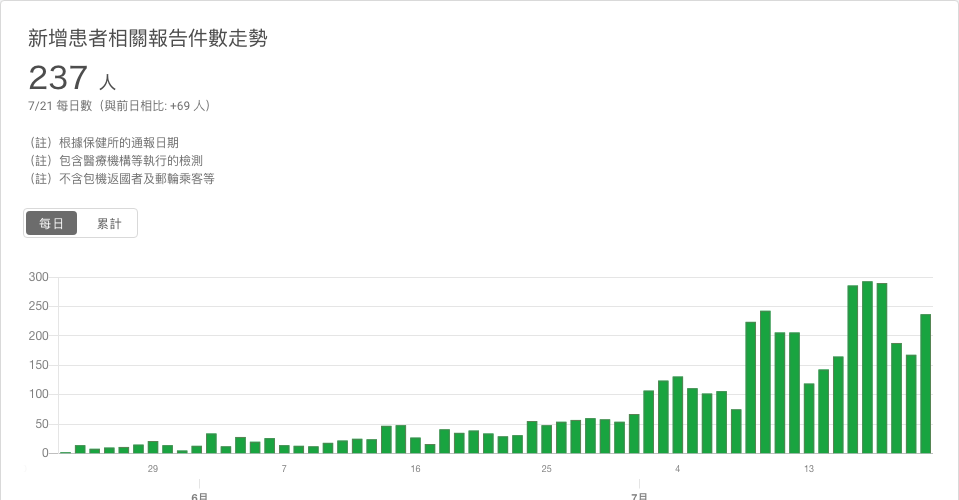 新增患者相關報告件數走勢
237 人
7/21 每日數（與前日相比: +69 人）
（註）根據保健所的通報日期
（註）包含醫療機構等執行的檢測
（註）不含包機返國者及郵輪乘客等
每日 累計
300
250
200
150
100
50
0
29 7 16 25 4 13
6月 7月